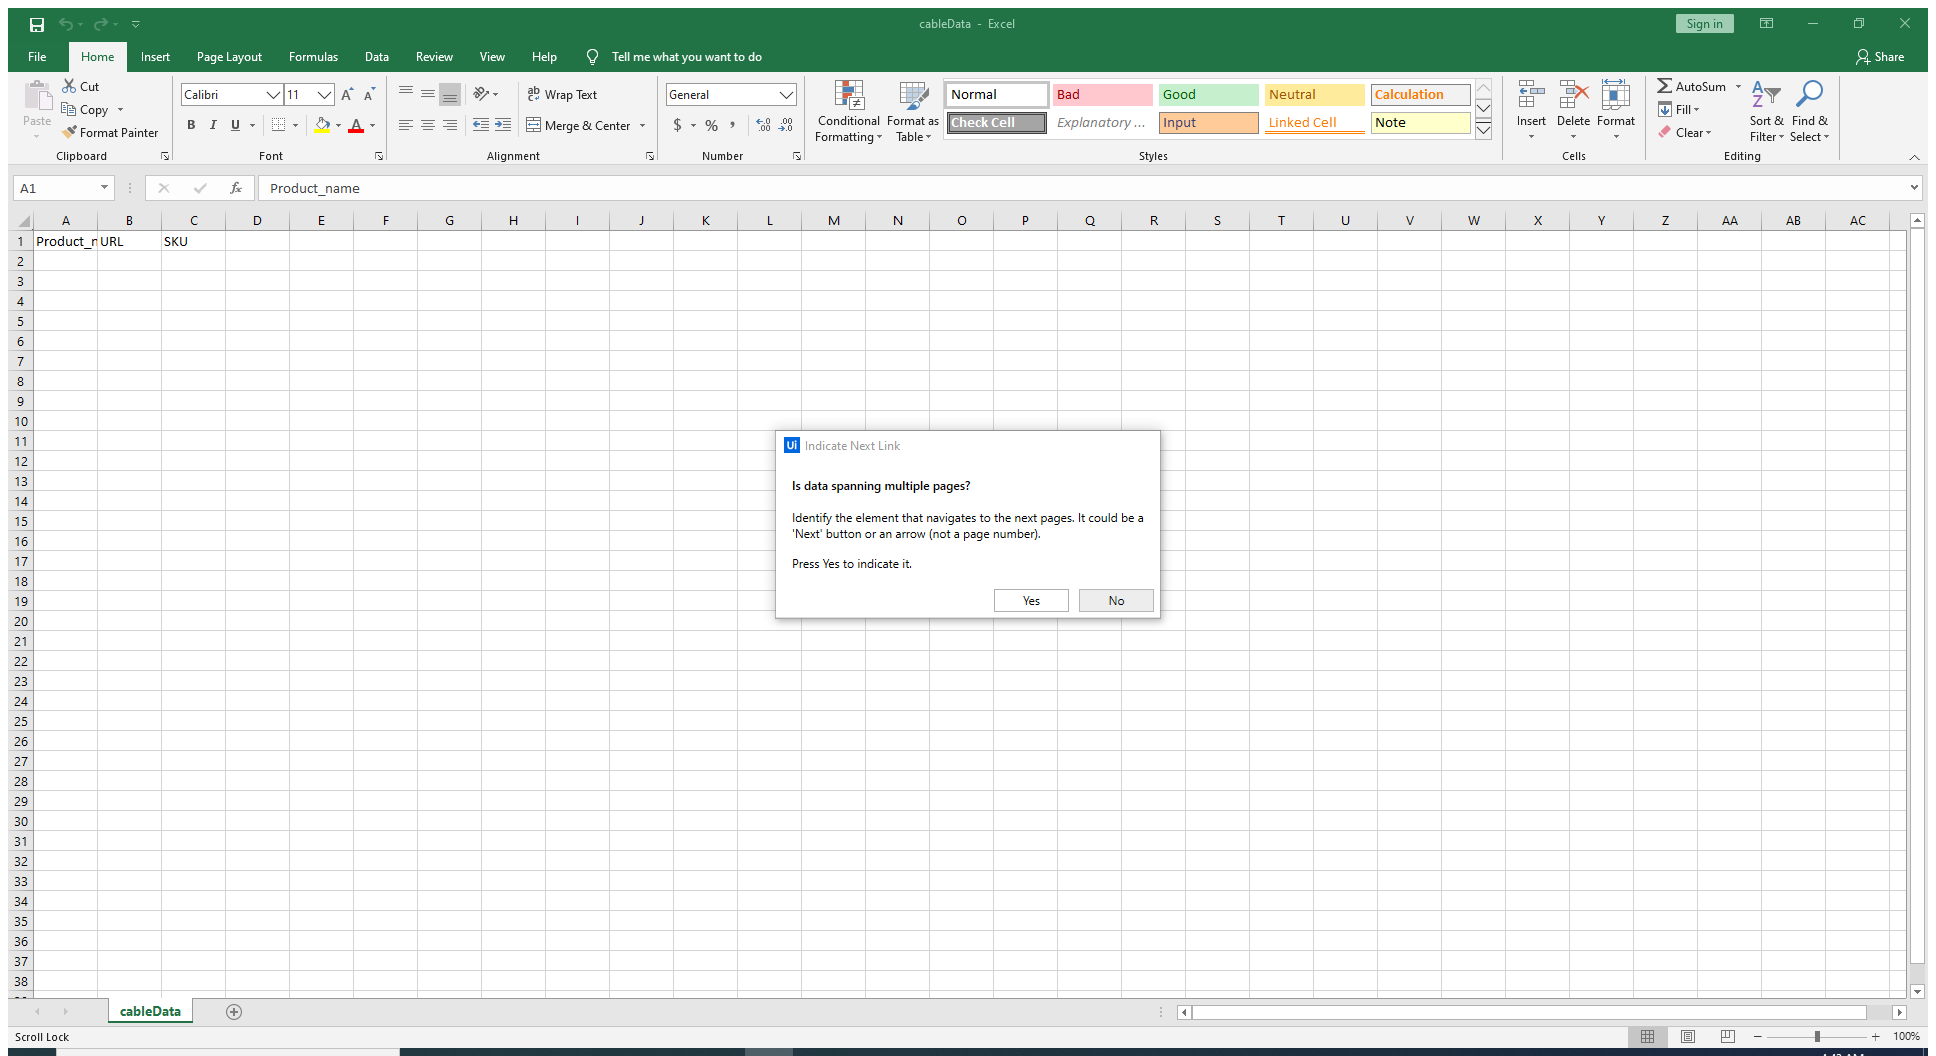 cableData - Excel
Sign in
File Home Insert Page Layout Formulas Data Review View Help Tell me what you want to do
Share
Paste
Cut
Copy
Format Painter
Clipboard
Calibri 11
B I U
Font
Wrap Text
Merge & Center
Alignment
General
$ % ,
Number
Conditional Formatting
Format as Table
Normal Bad Good Neutral Calculation
Check Cell Explanatory ... Input Linked Cell Note
Styles
Insert Delete Format
Cells
AutoSum
Fill
Clear
Sort & Filter
Find & Select
Editing
A1
fx
Product_name
A B C D E F G H I J K L M N O P Q R S T U V W X Y Z AA AB AC
1 Product_n URL SKU
2
3
4
5
6
7
8
9
10
11
12
13
14
15
16
17
18
19
20
21
22
23
24
25
26
27
28
29
30
31
32
33
34
35
36
37
38
Ui Indicate Next Link
Is data spanning multiple pages?
Identify the element that navigates to the next pages. It could be a
'Next' button or an arrow (not a page number).
Press Yes to indicate it.
Yes No
cableData
Scroll Lock
100%